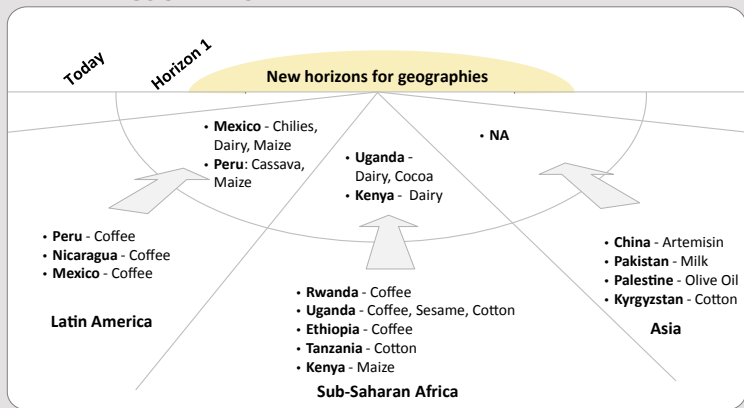 Today
Horizon 1
New horizons for geographies
• Mexico - Chilies,
Dairy, Maize
• Peru: Cassava,
Maize
• Uganda -
Dairy, Cocoa
• Kenya - Dairy
• NA
• Peru - Coffee
• Nicaragua - Coffee
• Mexico - Coffee
Latin America
• Rwanda - Coffee
• Uganda - Coffee, Sesame, Cotton
• Ethiopia - Coffee
• Tanzania - Cotton
• Kenya - Maize
Sub-Saharan Africa
• China - Artemisin
• Pakistan - Milk
• Palestine - Olive Oil
• Kyrgyzstan - Cotton
Asia